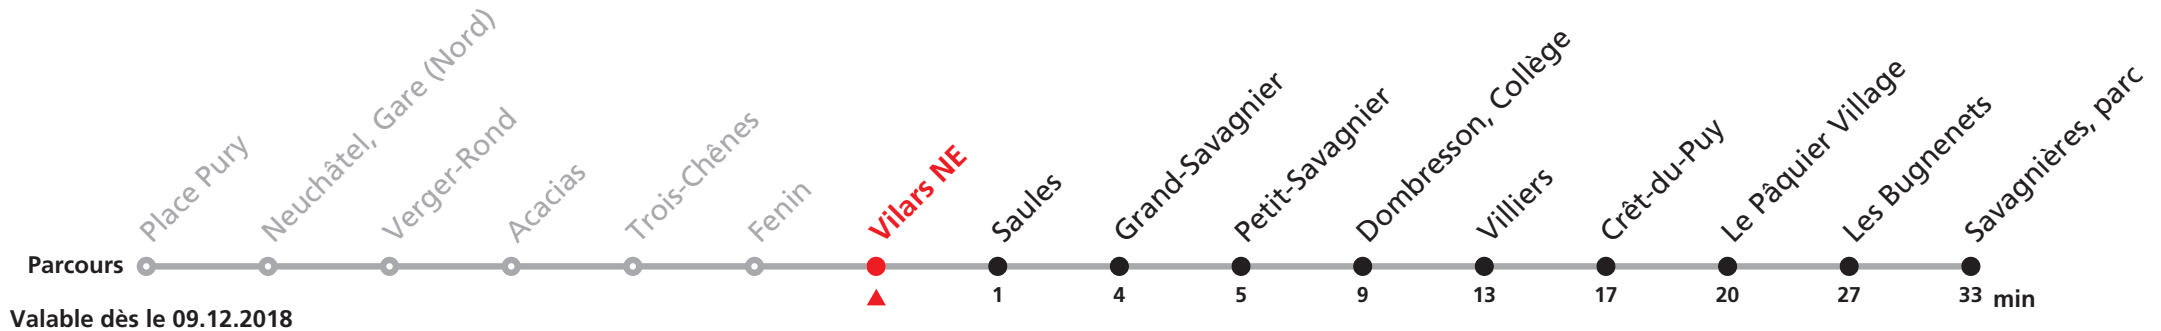 Place Pury
Neuchâtel, Gare (Nord)
Verger-Rond
Acacias
Trois-Chênes
Fenin
Vilars NE
Saules
Grand-Savagnier
Petit-Savagnier
Dombresson, Collège
Villiers
Crêt-du-Puy
Le Pâquier Village
Les Bugnenets
Savagnières, parc
Parcours
1 4 5 9 13 17 20 27 33 min
Valable dès le 09.12.2018